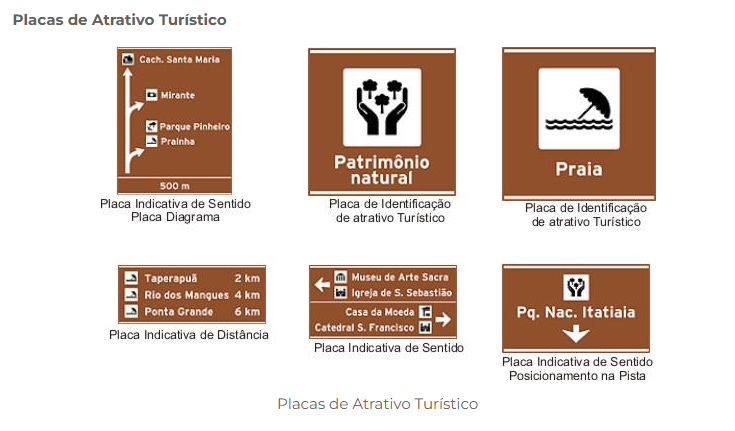 Placas de Atrativo Turístico
Cach. Santa Maria
Mirante
Parque Pinheiro
Prainha
500 m
Placa Indicativa de Sentido
Placa Diagrama
Patrimônio
natural
Placa de Identificação
de atrativo Turístico
Praia
Placa de Identificação
de atrativo Turístico
Taperapuã 2 km
Rio dos Mangues 4 km
Ponta Grande 6 km
Placa Indicativa de Distância
Museu de Arte Sacra
Igreja de S. Sebastião
Casa da Moeda
Catedral S. Francisco
Placa Indicativa de Sentido
Pq. Nac. Itatiaia
Placa Indicativa de Sentido
Posicionamento na Pista
Placas de Atrativo Turístico